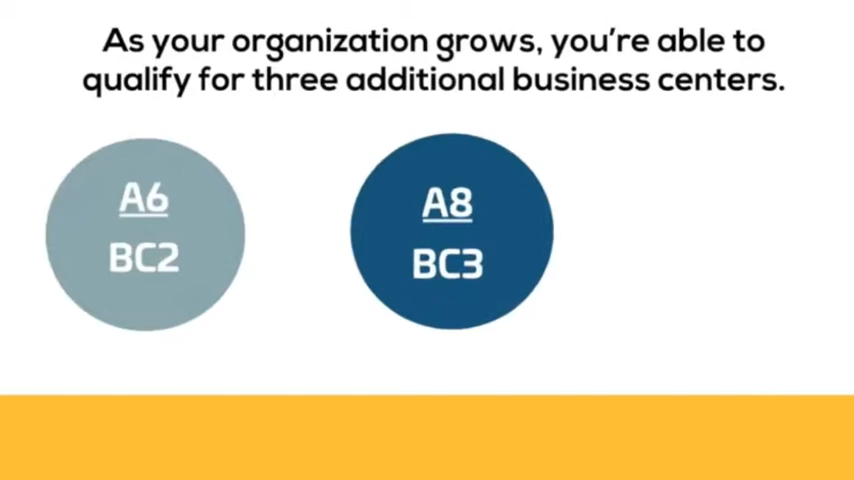 As your organization grows, you're able to
qualify for three additional business centers.
A6
BC2
A8
BC3